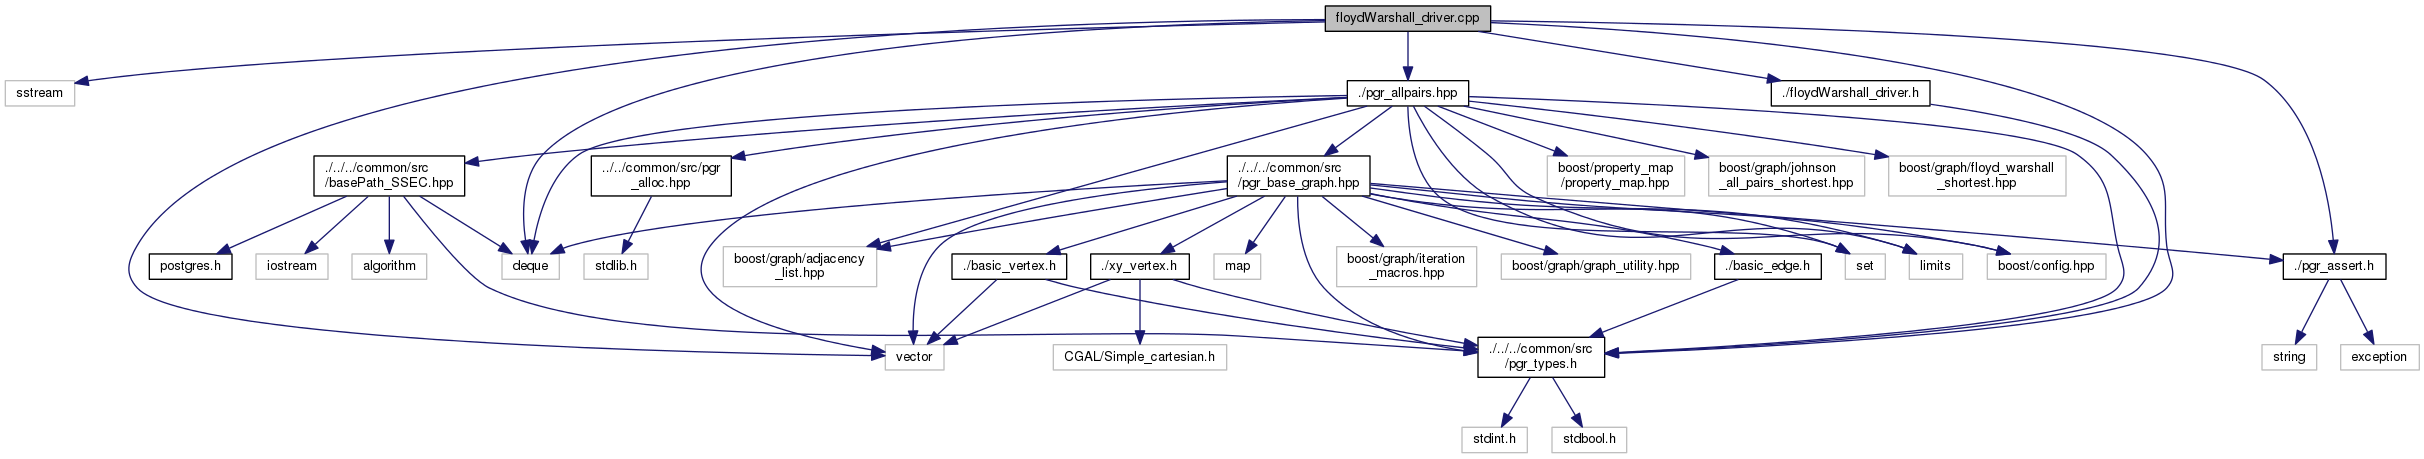 floydWarshall_driver.cpp
sstream
./pgr_allpairs.hpp
./floydWarshall_driver.h
./../../common/src
/basePath_SSEC.hpp
../../common/src/pgr
_alloc.hpp
./../../common/src
/pgr_base_graph.hpp
boost/property_map
/property_map.hpp
boost/graph/johnson
_all_pairs_shortest.hpp
boost/graph/floyd_warshall
_shortest.hpp
postgres.h
iostream
algorithm
deque
stdlib.h
boost/graph/adjacency
_list.hpp
./basic_vertex.h
./xy_vertex.h
map
boost/graph/iteration
_macros.hpp
boost/graph/graph_utility.hpp
./basic_edge.h
set
limits
boost/config.hpp
./pgr_assert.h
vector
CGAL/Simple_cartesian.h
./../../common/src
/pgr_types.h
string
exception
stdint.h
stdbool.h